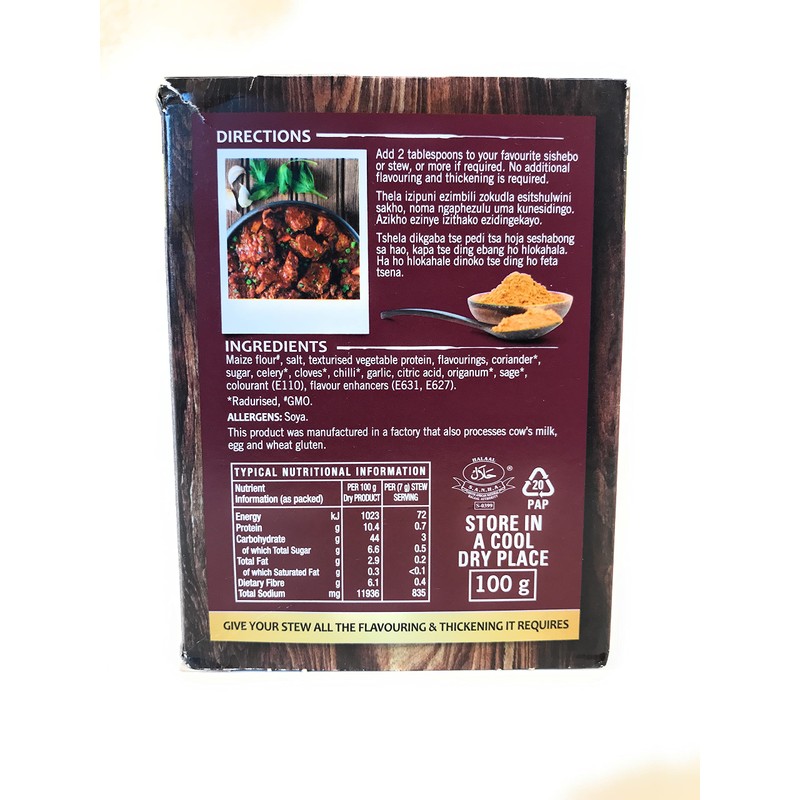 DIRECTIONS
Add 2 tablespoons to your favourite sishebo
or stew, or more if required. No additional
flavouring and thickening is required.
Thela izipuni ezimbili zokudla esitshulwini
sakho, noma ngaphezulu uma kunesidingo.
Azikho ezinye izithako ezidingekayo.
Tshela dikgaba tse pedi tsa hoja seshabong
sa hao, kapa tse ding ebang ho hlokahala.
Ha ho hlokahale dinoko tse ding ho feta
tsena.
INGREDIENTS
Maize flour#, salt, texturised vegetable protein, flavourings, coriander*,
sugar, celery*, cloves*, chilli*, garlic, citric acid, origanum*, sage*,
colourant (E110), flavour enhancers (E631, E627).
*Radurised, #GMO.
ALLERGENS: Soya.
This product was manufactured in a factory that also processes cow's milk,
egg and wheat gluten.
TYPICAL NUTRITIONAL INFORMATION
Nutrient Information (as packed) PER 100 g Dry PRODUCT PER (7 g) STEW SERVING
Energy kJ 1023 72
Protein g 10.4 0.7
Carbohydrate g 44 3
of which Total Sugar g 6.6 0.5
Total Fat g 2.9 0.2
of which Saturated Fat g 0.3 <0.1
Dietary Fibre g 6.1 0.4
Total Sodium mg 11936 835
HALAAL
حلال
®
S.A.N.H.A.
20
PAP
STORE IN
A COOL
DRY PLACE
100 g
GIVE YOUR STEW ALL THE FLAVOURING & THICKENING IT REQUIRES